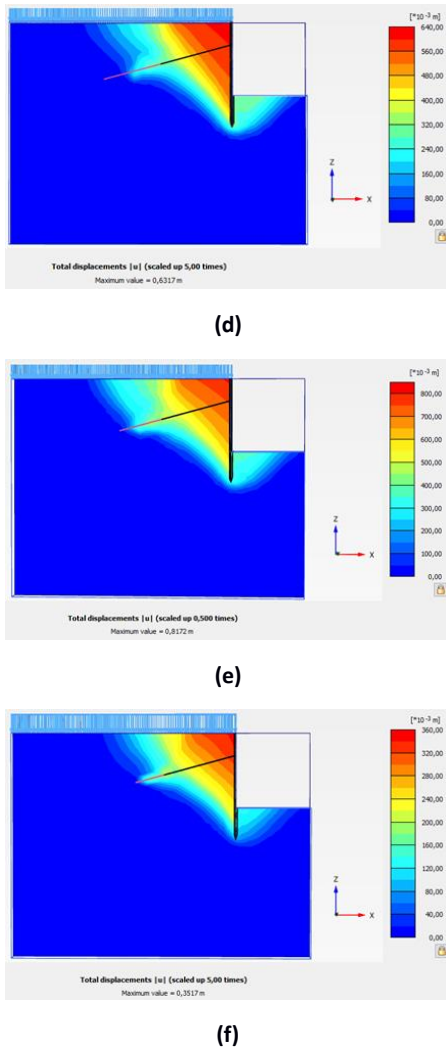 [*10⁻³ m]
640,00
560,00
480,00
400,00
320,00
240,00
160,00
80,00
0,00
Z
X
Total displacements |u| (scaled up 5,00 times)
Maximum value = 0,6317 m
(d)
[*10⁻³ m]
800,00
700,00
600,00
500,00
400,00
300,00
200,00
100,00
0,00
Z
X
Total displacements |u| (scaled up 0,500 times)
Maximum value = 0,8172 m
(e)
[*10⁻³ m]
360,00
320,00
280,00
240,00
200,00
160,00
120,00
80,00
40,00
0,00
Z
X
Total displacements |u| (scaled up 5,00 times)
Maximum value = 0,3517 m
(f)